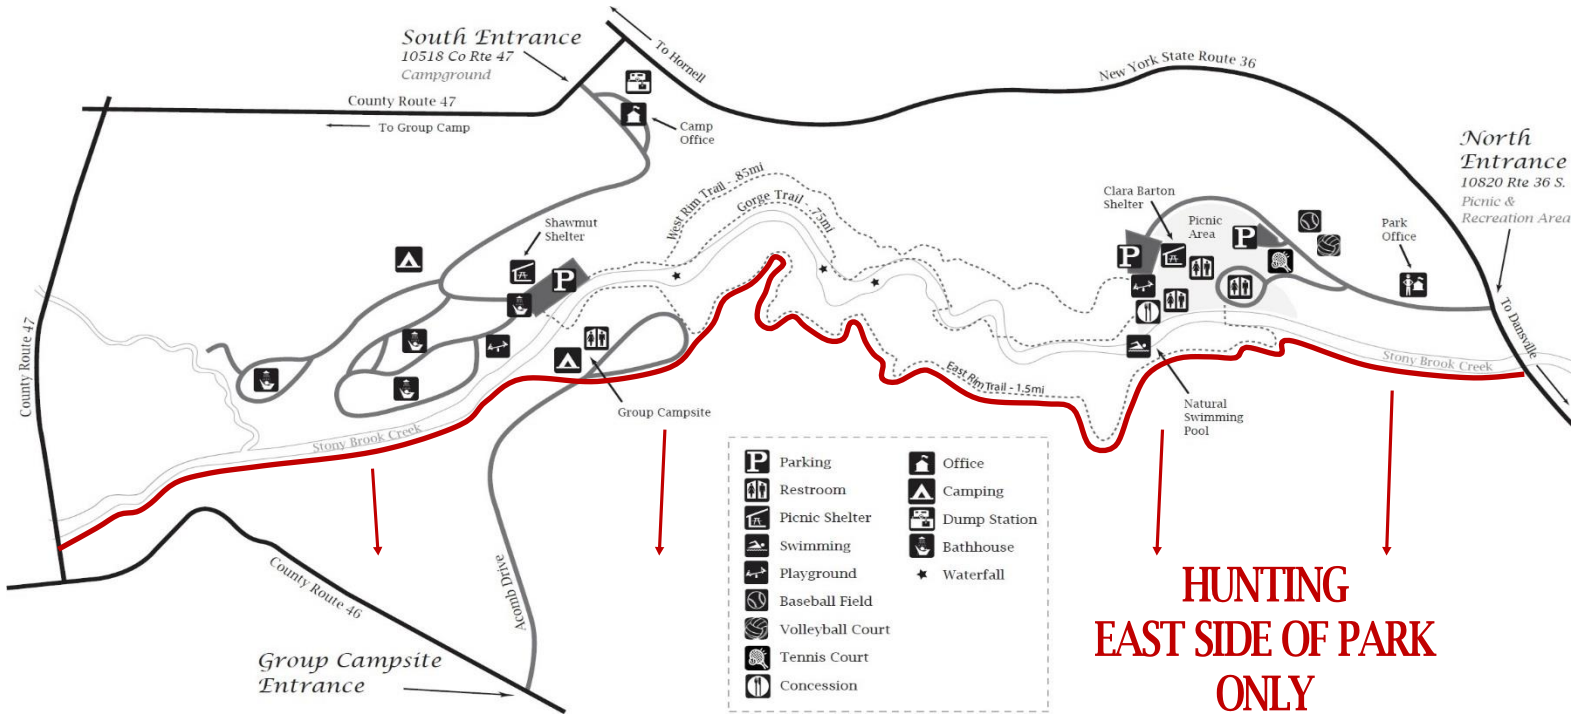 South Entrance
10518 Co Rte 47
Campground
To Hornell
New York State Route 36
County Route 47
To Group Camp
Camp
Office
North
Entrance
10820 Rte 36 S.
Picnic &
Recreation Area
West Rim Trail - .85mi
Gorge Trail - .75mi
Clara Barton
Shelter
Picnic
Area
P
P
Park
Office
Shawmut
Shelter
P
To Dansville
County Route 47
Stony Brook Creek
East Rim Trail - 1.5mi
Natural
Swimming
Pool
Group Campsite
Stony Brook Creek
County Route 46
Acomb Drive
Group Campsite
Entrance
P Parking
Restroom
Picnic Shelter
Swimming
Playground
Baseball Field
Volleyball Court
Tennis Court
Concession
Office
Camping
Dump Station
Bathhouse
Waterfall
HUNTING
EAST SIDE OF PARK
ONLY